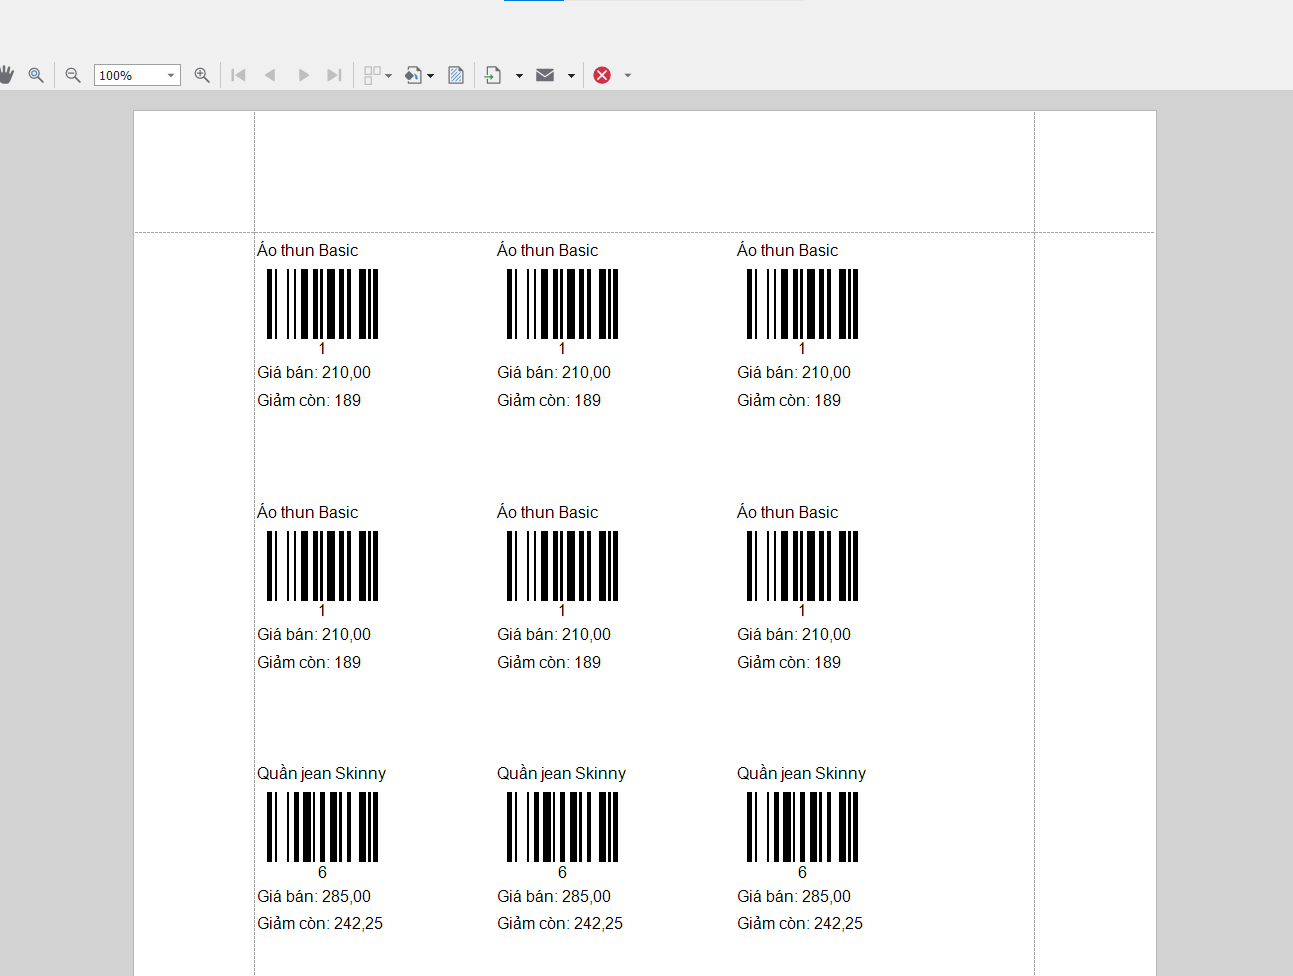 100%
Áo thun Basic Áo thun Basic Áo thun Basic
1 1 1
Giá bán: 210,00 Giá bán: 210,00 Giá bán: 210,00
Giảm còn: 189 Giảm còn: 189 Giảm còn: 189
Áo thun Basic Áo thun Basic Áo thun Basic
1 1 1
Giá bán: 210,00 Giá bán: 210,00 Giá bán: 210,00
Giảm còn: 189 Giảm còn: 189 Giảm còn: 189
Quần jean Skinny Quần jean Skinny Quần jean Skinny
6 6 6
Giá bán: 285,00 Giá bán: 285,00 Giá bán: 285,00
Giảm còn: 242,25 Giảm còn: 242,25 Giảm còn: 242,25